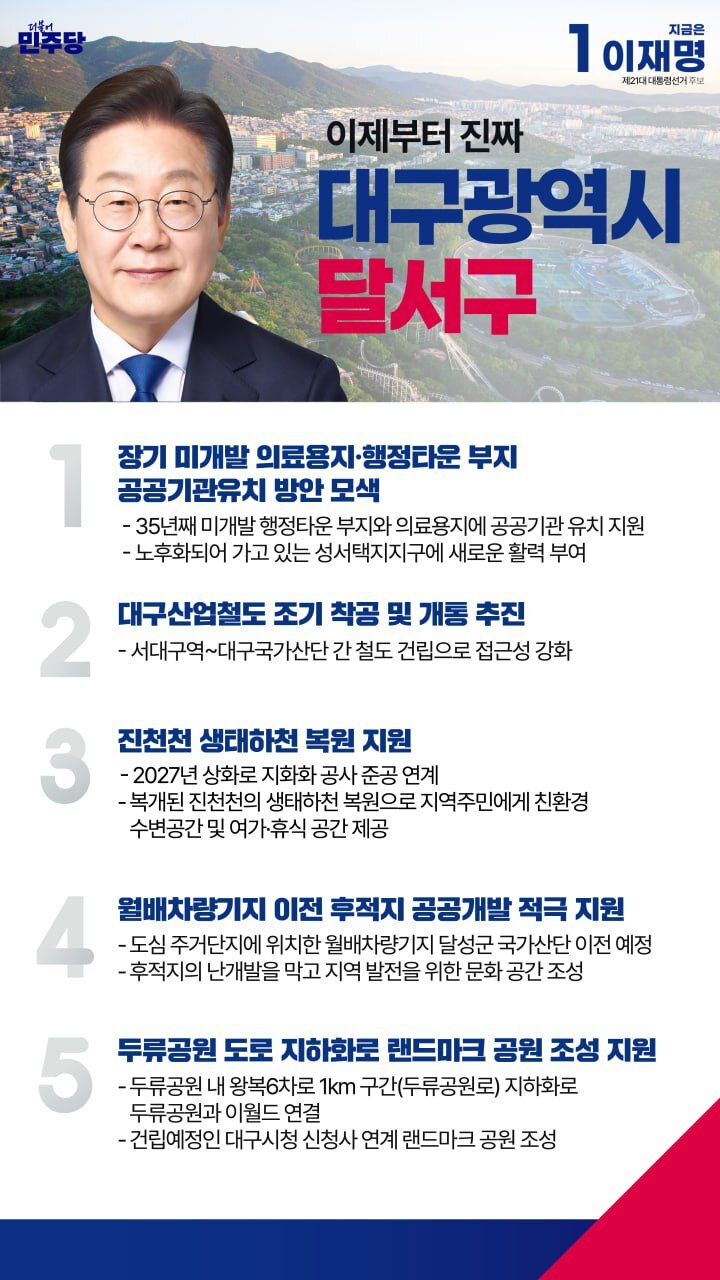 더불어
민주당
지금은
1 이재명
제21대 대통령선거 후보
이제부터 진짜
대구광역시
달서구
1
장기 미개발 의료용지·행정타운 부지
공공기관유치 방안 모색
- 35년째 미개발 행정타운 부지와 의료용지에 공공기관 유치 지원
- 노후화되어 가고 있는 성서택지지구에 새로운 활력 부여
2
대구산업철도 조기 착공 및 개통 추진
- 서대구역~대구국가산단 간 철도 건립으로 접근성 강화
3
진천천 생태하천 복원 지원
- 2027년 상화로 지화화 공사 준공 연계
- 복개된 진천천의 생태하천 복원으로 지역주민에게 친환경
수변공간 및 여가·휴식 공간 제공
4
월배차량기지 이전 후적지 공공개발 적극 지원
- 도심 주거단지에 위치한 월배차량기지 달성군 국가산단 이전 예정
- 후적지의 난개발을 막고 지역 발전을 위한 문화 공간 조성
5
두류공원 도로 지하화로 랜드마크 공원 조성 지원
- 두류공원 내 왕복6차로 1km 구간(두류공원로) 지하화로
두류공원과 이월드 연결
- 건립예정인 대구시청 신청사 연계 랜드마크 공원 조성